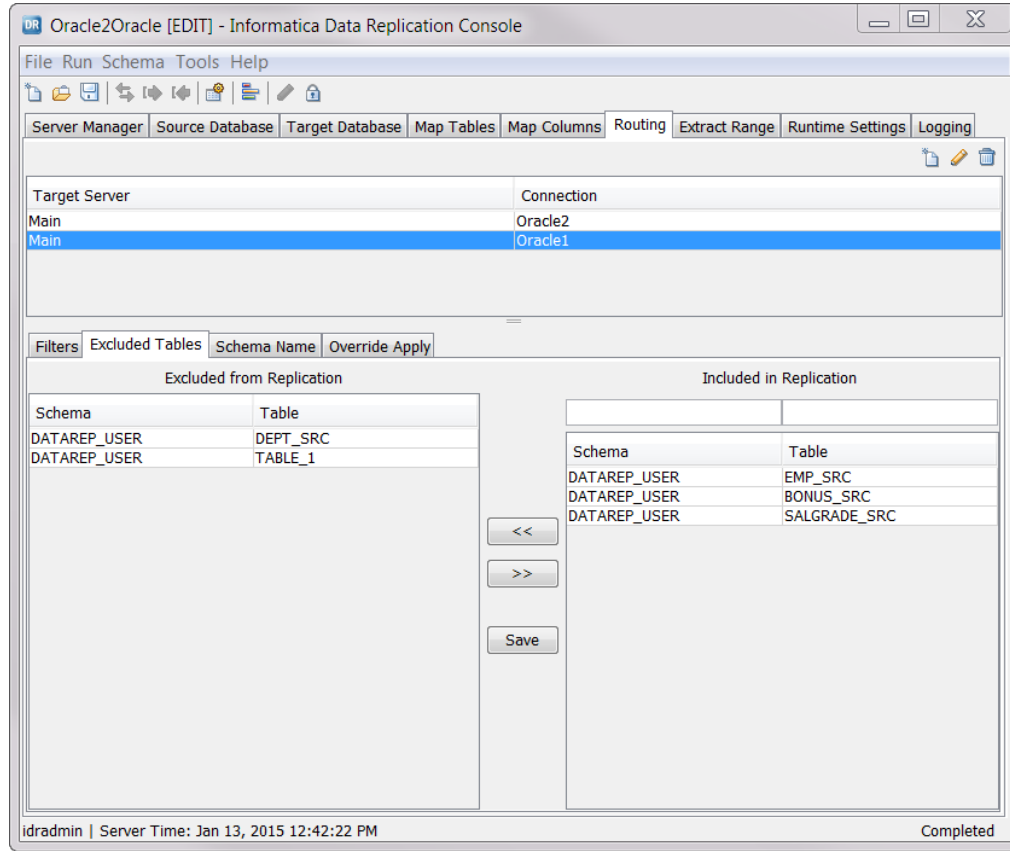 DR Oracle2Oracle [EDIT] - Informatica Data Replication Console
File Run Schema Tools Help
Server Manager Source Database Target Database Map Tables Map Columns Routing Extract Range Runtime Settings Logging
Target Server Connection
Main Oracle2
Main Oracle1
Filters Excluded Tables Schema Name Override Apply
Excluded from Replication Included in Replication
Schema Table
DATAREP_USER DEPT_SRC
DATAREP_USER TABLE_1
<<
>>
Save
Schema Table
DATAREP_USER EMP_SRC
DATAREP_USER BONUS_SRC
DATAREP_USER SALGRADE_SRC
idradmin | Server Time: Jan 13, 2015 12:42:22 PM Completed